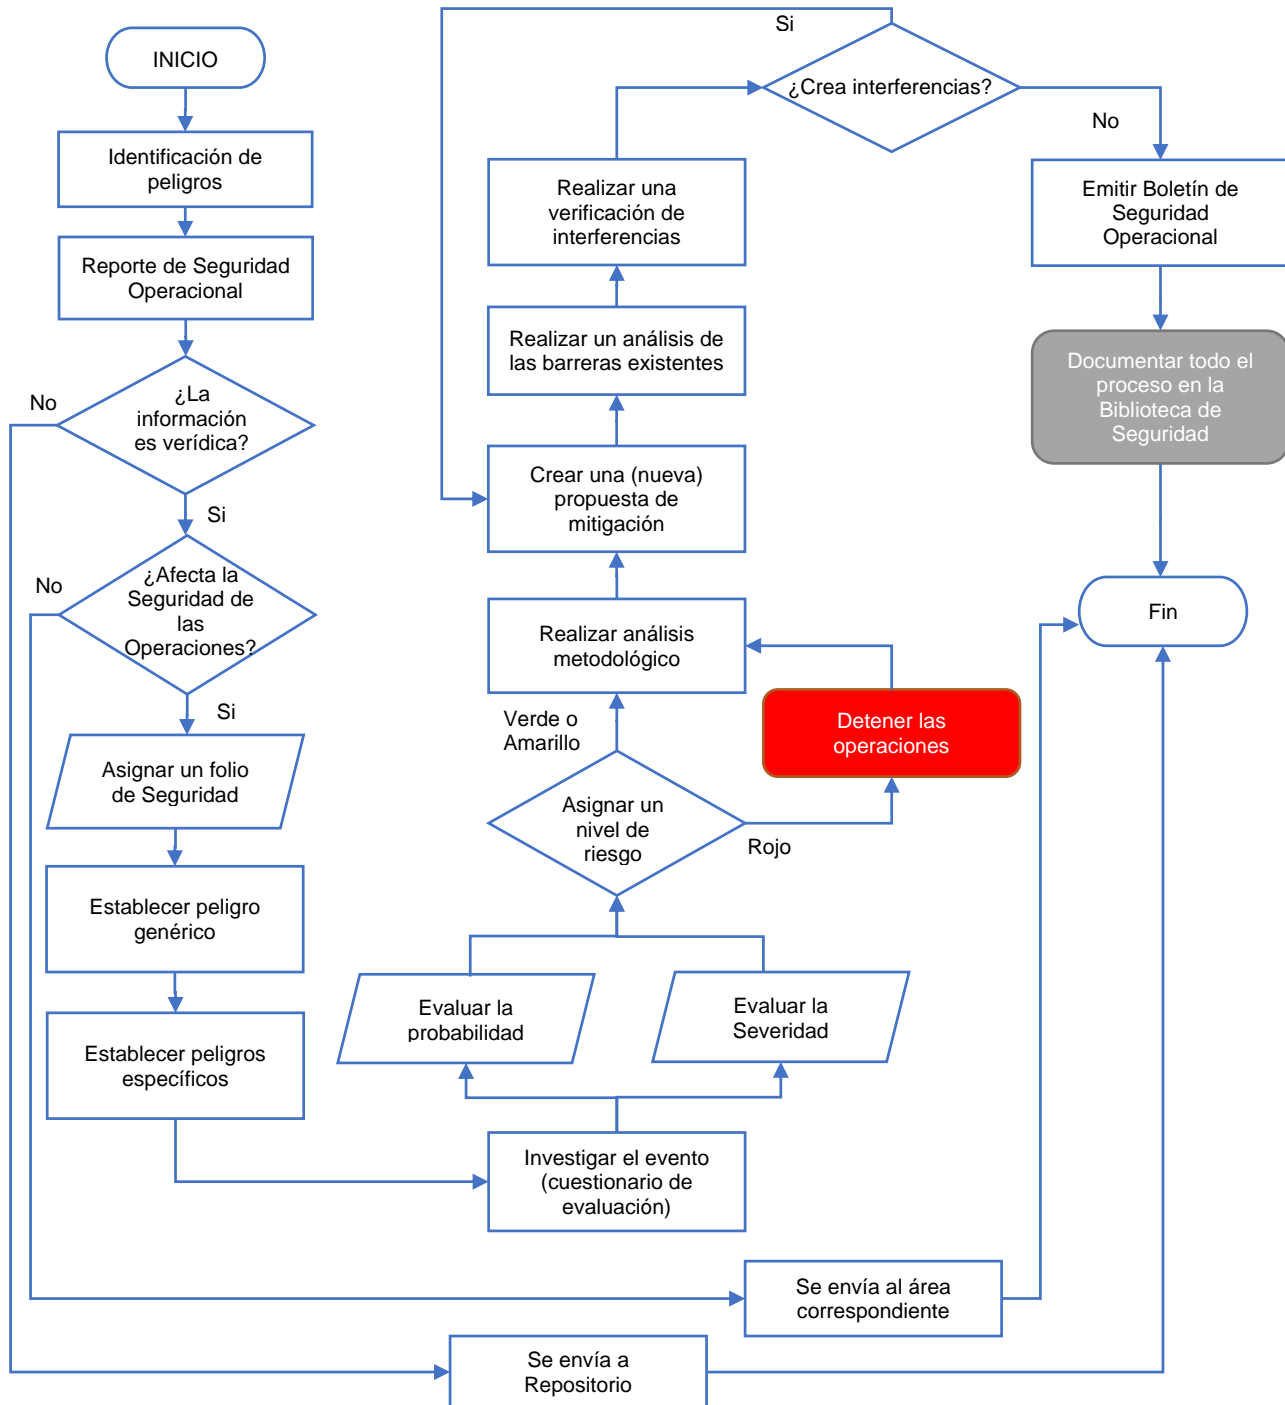 INICIO
Identificación de
peligros
Reporte de Seguridad
Operacional
¿La
información
es verídica?
No
Si
¿Afecta la
Seguridad de
las
Operaciones?
No
Si
Asignar un folio
de Seguridad
Establecer peligro
genérico
Establecer peligros
específicos
Investigar el evento
(cuestionario de
evaluación)
Evaluar la
probabilidad
Evaluar la
Severidad
Asignar un
nivel de
riesgo
Verde o
Amarillo
Rojo
Detener las
operaciones
Realizar análisis
metodológico
Crear una (nueva)
propuesta de
mitigación
Realizar un análisis de
las barreras existentes
Realizar una
verificación de
interferencias
¿Crea interferencias?
Si
No
Emitir Boletín de
Seguridad
Operacional
Documentar todo el
proceso en la
Biblioteca de
Seguridad
Fin
Se envía al área
correspondiente
Se envía a
Repositorio